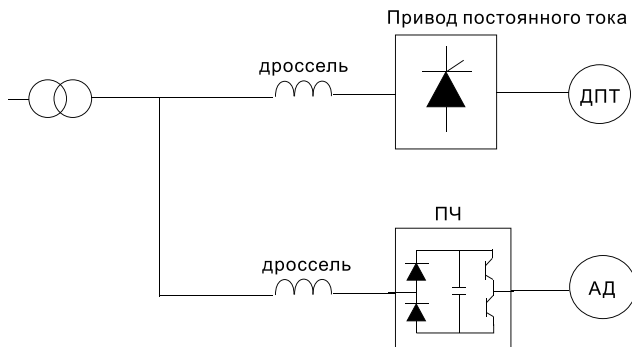 Привод постоянного тока
дроссель
ДПТ
ПЧ
дроссель
АД